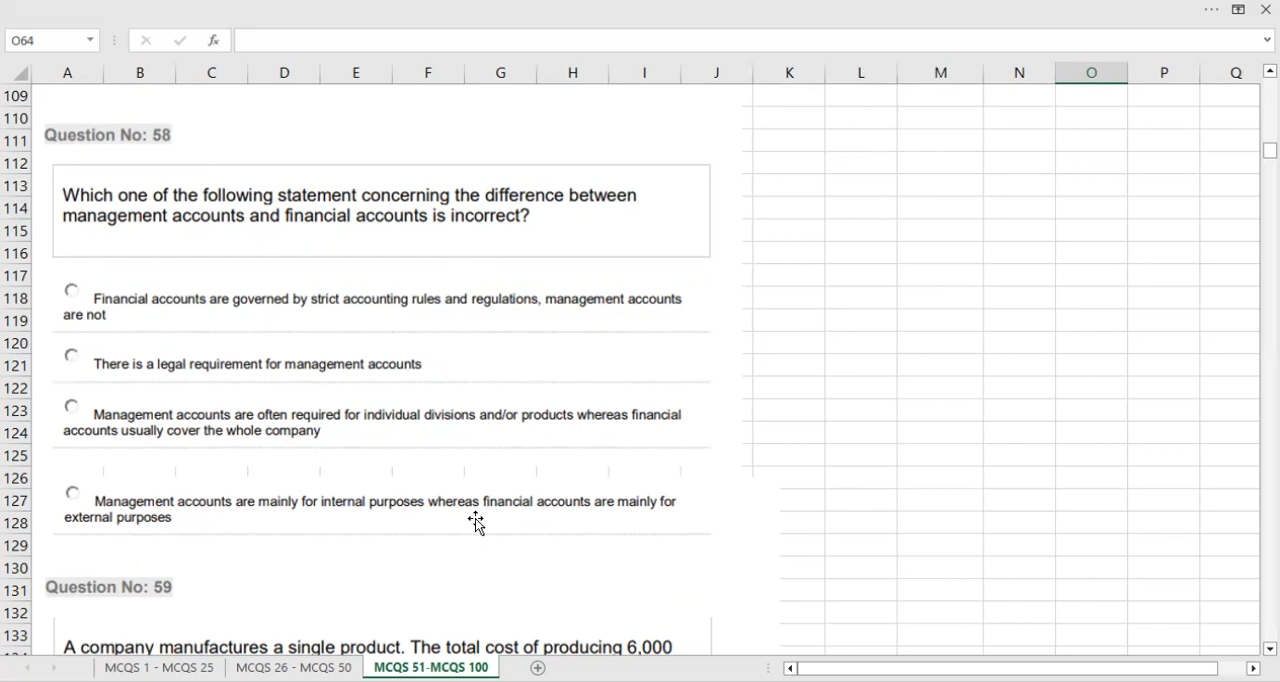 O64
fx
A B C D E F G H I J K L M N O P Q
109
110
Question No: 58
111
112
113
Which one of the following statement concerning the difference between
114
management accounts and financial accounts is incorrect?
115
116
117
118
Financial accounts are governed by strict accounting rules and regulations, management accounts
119
are not
120
121
There is a legal requirement for management accounts
122
123
Management accounts are often required for individual divisions and/or products whereas financial
124
accounts usually cover the whole company
125
126
127
Management accounts are mainly for internal purposes whereas financial accounts are mainly for
128
external purposes
129
130
131
Question No: 59
132
133
A company manufactures a single product. The total cost of producing 6,000
MCQS 1 - MCQS 25 MCQS 26 - MCQS 50 MCQS 51-MCQS 100